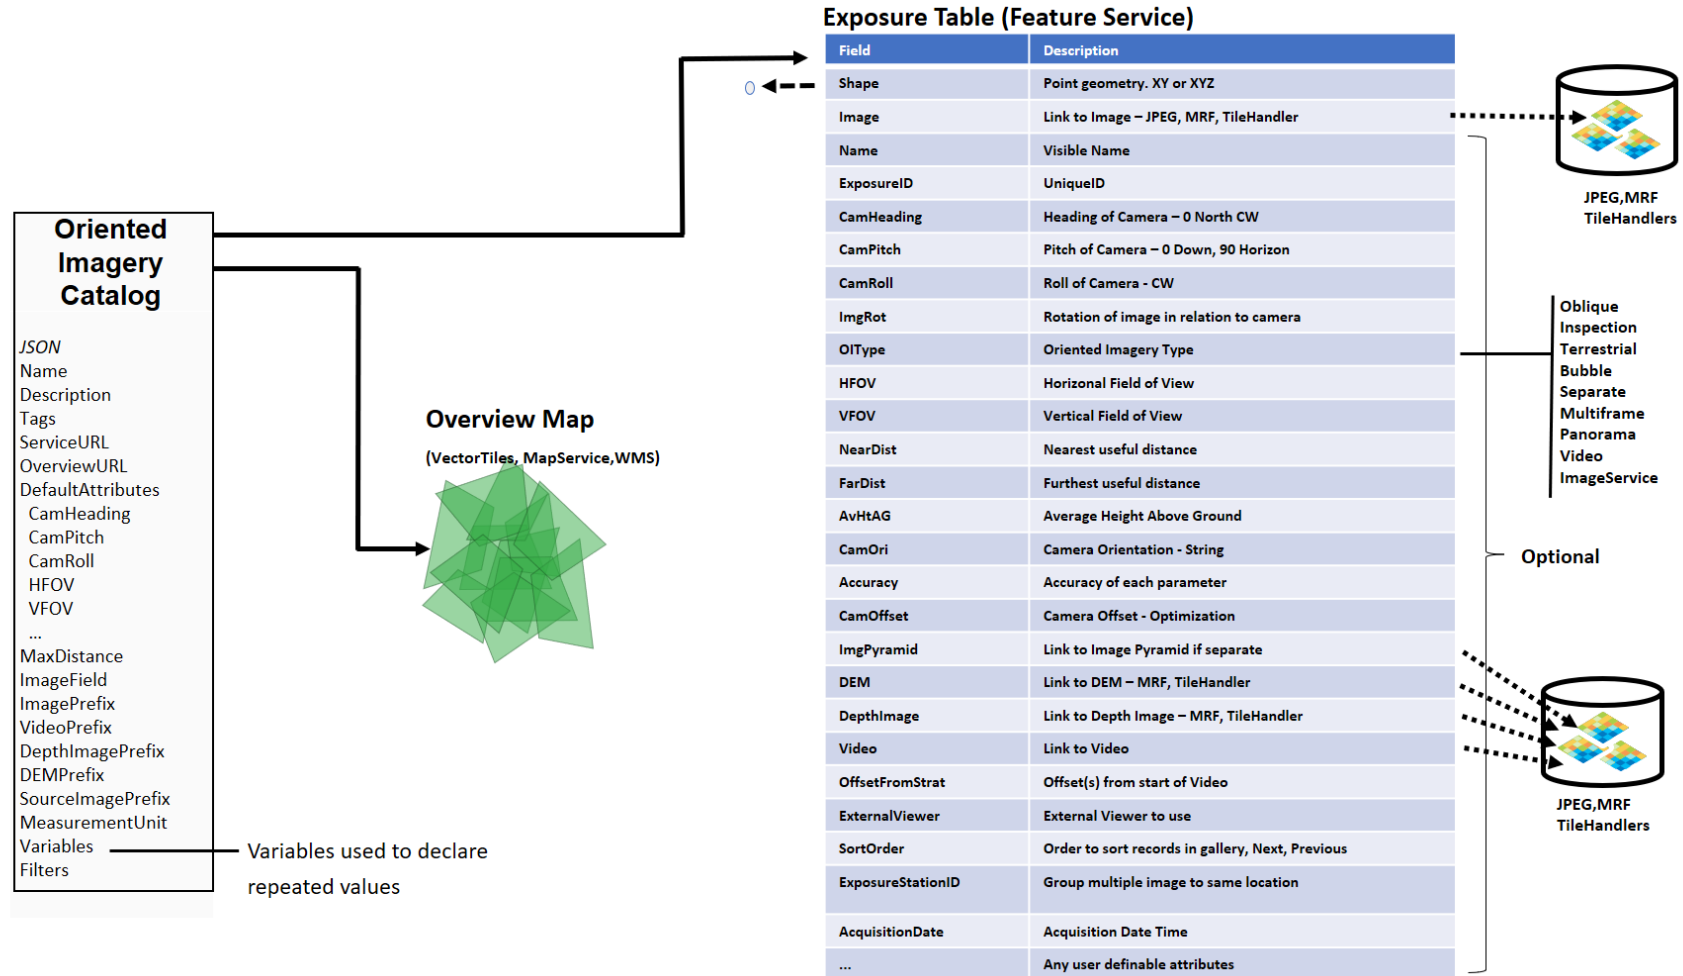 Exposure Table (Feature Service)
Field Description
Shape Point geometry. XY or XYZ
Image Link to Image – JPEG, MRF, TileHandler
Name Visible Name
ExposureID UniqueID
CamHeading Heading of Camera – 0 North CW
CamPitch Pitch of Camera – 0 Down, 90 Horizon
CamRoll Roll of Camera - CW
ImgRot Rotation of image in relation to camera
OIType Oriented Imagery Type
HFOV Horizonal Field of View
VFOV Vertical Field of View
NearDist Nearest useful distance
FarDist Furthest useful distance
AvHtAG Average Height Above Ground
CamOri Camera Orientation - String
Accuracy Accuracy of each parameter
CamOffset Camera Offset - Optimization
ImgPyramid Link to Image Pyramid if separate
DEM Link to DEM – MRF, TileHandler
DepthImage Link to Depth Image – MRF, TileHandler
Video Link to Video
OffsetFromStrat Offset(s) from start of Video
ExternalViewer External Viewer to use
SortOrder Order to sort records in gallery, Next, Previous
ExposureStationID Group multiple image to same location
AcquisitionDate Acquisition Date Time
... Any user definable attributes
Oriented
Imagery
Catalog
JSON
Name
Description
Tags
ServiceURL
OverviewURL
DefaultAttributes
CamHeading
CamPitch
CamRoll
HFOV
VFOV
...
MaxDistance
ImageField
ImagePrefix
VideoPrefix
DepthImagePrefix
DEMPrefix
SourceImagePrefix
MeasurementUnit
Variables
Filters
Variables used to declare
repeated values
Overview Map
(VectorTiles, MapService,WMS)
JPEG,MRF
TileHandlers
Oblique
Inspection
Terrestrial
Bubble
Separate
Multiframe
Panorama
Video
ImageService
Optional
JPEG,MRF
TileHandlers